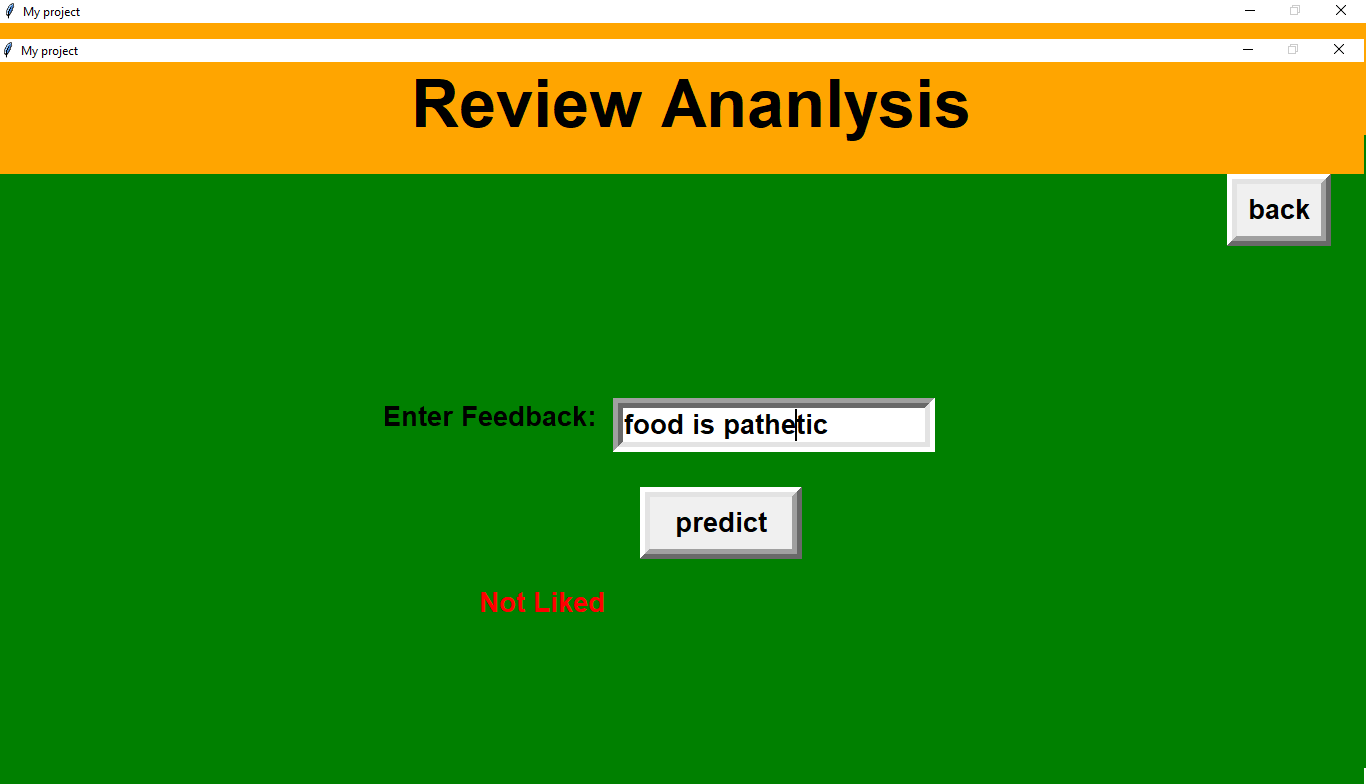 My project
My project
Review Ananlysis
back
Enter Feedback: food is pathetic
predict
Not Liked